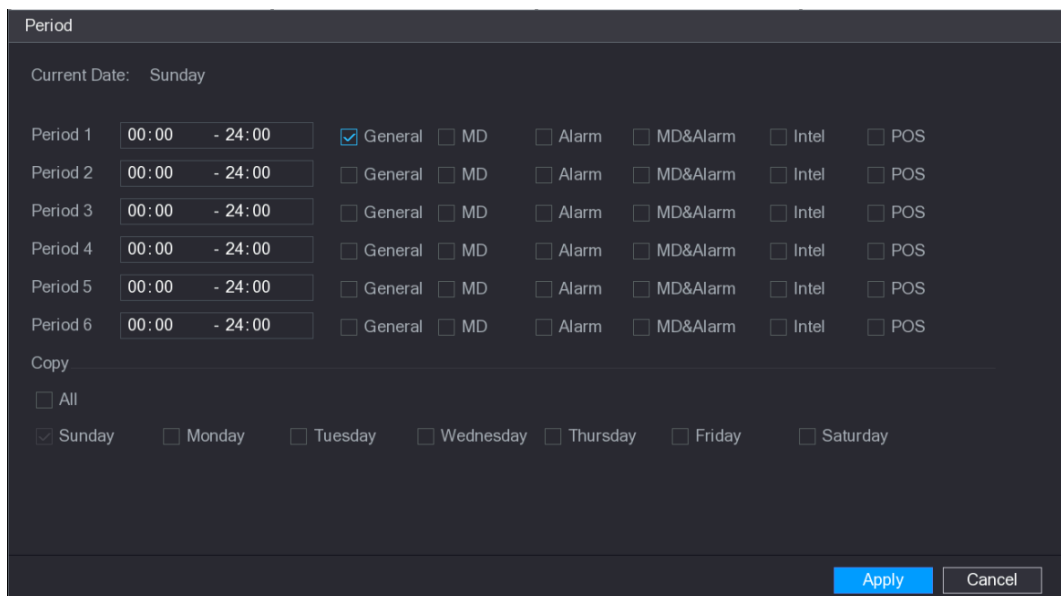 Period
Current Date: Sunday
Period 1 00:00 - 24:00 General MD Alarm MD&Alarm Intel POS
Period 2 00:00 - 24:00 General MD Alarm MD&Alarm Intel POS
Period 3 00:00 - 24:00 General MD Alarm MD&Alarm Intel POS
Period 4 00:00 - 24:00 General MD Alarm MD&Alarm Intel POS
Period 5 00:00 - 24:00 General MD Alarm MD&Alarm Intel POS
Period 6 00:00 - 24:00 General MD Alarm MD&Alarm Intel POS
Copy
All
Sunday Monday Tuesday Wednesday Thursday Friday Saturday
Apply Cancel